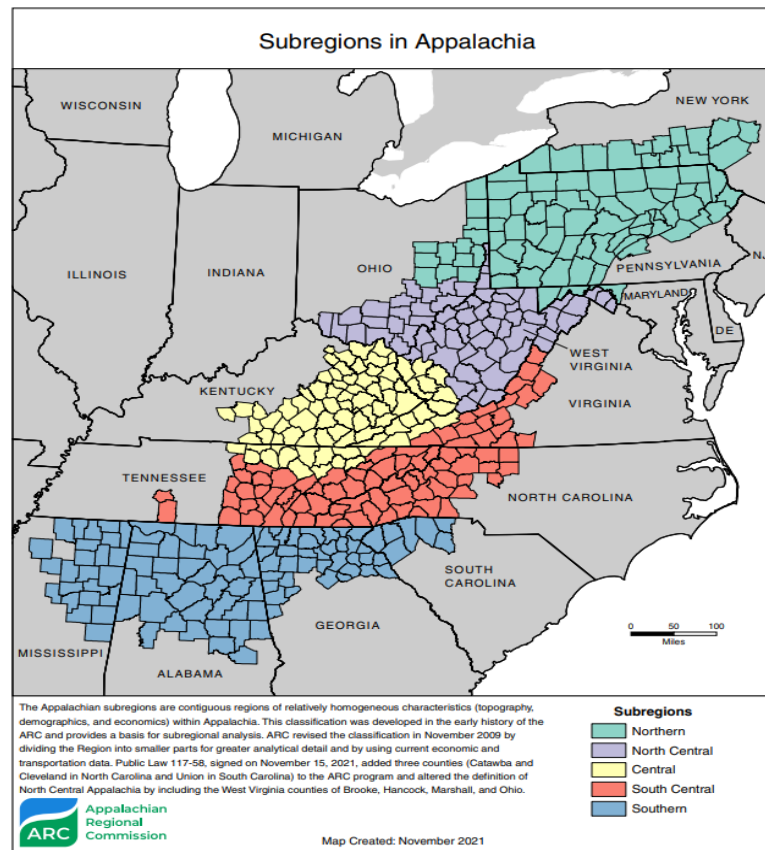 Subregions in Appalachia
WISCONSIN
MICHIGAN
NEW YORK
ILLINOIS
INDIANA
OHIO
PENNSYLVANIA
NJ
MARYLAND
DE
WEST
VIRGINIA
KENTUCKY
VIRGINIA
TENNESSEE
NORTH CAROLINA
SOUTH
CAROLINA
GEORGIA
MISSISSIPPI
ALABAMA
0 50 100
Miles
The Appalachian subregions are contiguous regions of relatively homogeneous characteristics (topography,
demographics, and economics) within Appalachia. This classification was developed in the early history of the
ARC and provides a basis for subregional analysis. ARC revised the classification in November 2009 by
dividing the Region into smaller parts for greater analytical detail and by using current economic and
transportation data. Public Law 117-58, signed on November 15, 2021, added three counties (Catawba and
Cleveland in North Carolina and Union in South Carolina) to the ARC program and altered the definition of
North Central Appalachia by including the West Virginia counties of Brooke, Hancock, Marshall, and Ohio.
Subregions
Northern
North Central
Central
South Central
Southern
ARC
Appalachian
Regional
Commission
Map Created: November 2021